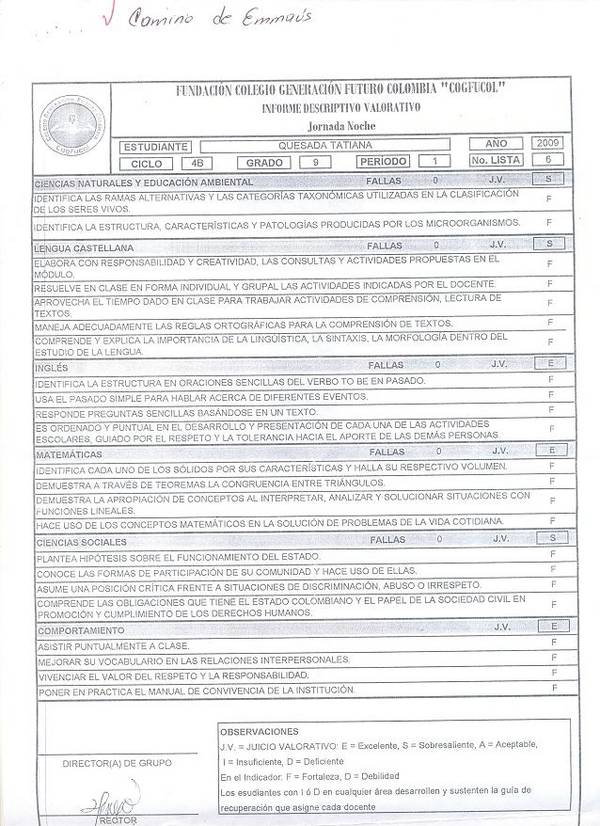 Camino de Emmaús
FUNDACIÓN COLEGIO GENERACIÓN FUTURO COLOMBIA "COGFUCOL"
INFORME DESCRIPTIVO VALORATIVO
Jornada Noche
ESTUDIANTE QUESADA TATIANA AÑO 2009
CICLO 4B GRADO 9 PERÍODO 1 No. LISTA 6
CIENCIAS NATURALES Y EDUCACIÓN AMBIENTAL FALLAS 0 J.V. S
IDENTIFICA LAS RAMAS ALTERNATIVAS Y LAS CATEGORÍAS TAXONÓMICAS UTILIZADAS EN LA CLASIFICACIÓN
DE LOS SERES VIVOS. F
IDENTIFICA LA ESTRUCTURA, CARACTERÍSTICAS Y PATOLOGÍAS PRODUCIDAS POR LOS MICROORGANISMOS. F
LENGUA CASTELLANA FALLAS 0 J.V. S
ELABORA CON RESPONSABILIDAD Y CREATIVIDAD, LAS CONSULTAS Y ACTIVIDADES PROPUESTAS EN EL
MÓDULO. F
RESUELVE EN CLASE EN FORMA INDIVIDUAL Y GRUPAL LAS ACTIVIDADES INDICADAS POR EL DOCENTE. F
APROVECHA EL TIEMPO DADO EN CLASE PARA TRABAJAR ACTIVIDADES DE COMPRENSIÓN, LECTURA DE
TEXTOS. F
MANEJA ADECUADAMENTE LAS REGLAS ORTOGRÁFICAS PARA LA COMPRENSIÓN DE TEXTOS. F
COMPRENDE Y EXPLICA LA IMPORTANCIA DE LA LINGÜÍSTICA, LA SINTAXIS, LA MORFOLOGÍA DENTRO DEL
ESTUDIO DE LA LENGUA. F
INGLÉS FALLAS 0 J.V. E
IDENTIFICA LA ESTRUCTURA EN ORACIONES SENCILLAS DEL VERBO TO BE EN PASADO. F
USA EL PASADO SIMPLE PARA HABLAR ACERCA DE DIFERENTES EVENTOS. F
RESPONDE PREGUNTAS SENCILLAS BASÁNDOSE EN UN TEXTO. F
ES ORDENADO Y PUNTUAL EN EL DESARROLLO Y PRESENTACIÓN DE CADA UNA DE LAS ACTIVIDADES
ESCOLARES, GUIADO POR EL RESPETO Y LA TOLERANCIA HACIA EL APORTE DE LAS DEMÁS PERSONAS F
MATEMÁTICAS FALLAS 0 J.V. E
IDENTIFICA CADA UNO DE LOS SÓLIDOS POR SUS CARACTERÍSTICAS Y HALLA SU RESPECTIVO VOLUMEN. F
DEMUESTRA A TRAVÉS DE TEOREMAS LA CONGRUENCIA ENTRE TRIÁNGULOS. F
DEMUESTRA LA APROPIACIÓN DE CONCEPTOS AL INTERPRETAR, ANALIZAR Y SOLUCIONAR SITUACIONES CON
FUNCIONES LINEALES. F
HACE USO DE LOS CONCEPTOS MATEMÁTICOS EN LA SOLUCIÓN DE PROBLEMAS DE LA VIDA COTIDIANA. F
CIENCIAS SOCIALES FALLAS 0 J.V. S
PLANTEA HIPÓTESIS SOBRE EL FUNCIONAMIENTO DEL ESTADO. F
CONOCE LAS FORMAS DE PARTICIPACIÓN DE SU COMUNIDAD Y HACE USO DE ELLAS. F
ASUME UNA POSICIÓN CRÍTICA FRENTE A SITUACIONES DE DISCRIMINACIÓN, ABUSO O IRRESPETO. F
COMPRENDE LAS OBLIGACIONES QUE TIENE EL ESTADO COLOMBIANO Y EL PAPEL DE LA SOCIEDAD CIVIL EN
PROMOCIÓN Y CUMPLIMIENTO DE LOS DERECHOS HUMANOS. F
COMPORTAMIENTO J.V. E
ASISTIR PUNTUALMENTE A CLASE. F
MEJORAR SU VOCABULARIO EN LAS RELACIONES INTERPERSONALES. F
VIVENCIAR EL VALOR DEL RESPETO Y LA RESPONSABILIDAD. F
PONER EN PRACTICA EL MANUAL DE CONVIVENCIA DE LA INSTITUCIÓN. F
OBSERVACIONES
J.V. = JUICIO VALORATIVO: E = Excelente, S = Sobresaliente, A = Aceptable,
I = Insuficiente, D = Deficiente
En el Indicador: F = Fortaleza, D = Debilidad
Los esudiantes con I ó D en cualquier área desarrollen y sustenten la guía de
recuperación que asigne cada docente
DIRECTOR(A) DE GRUPO
RECTOR